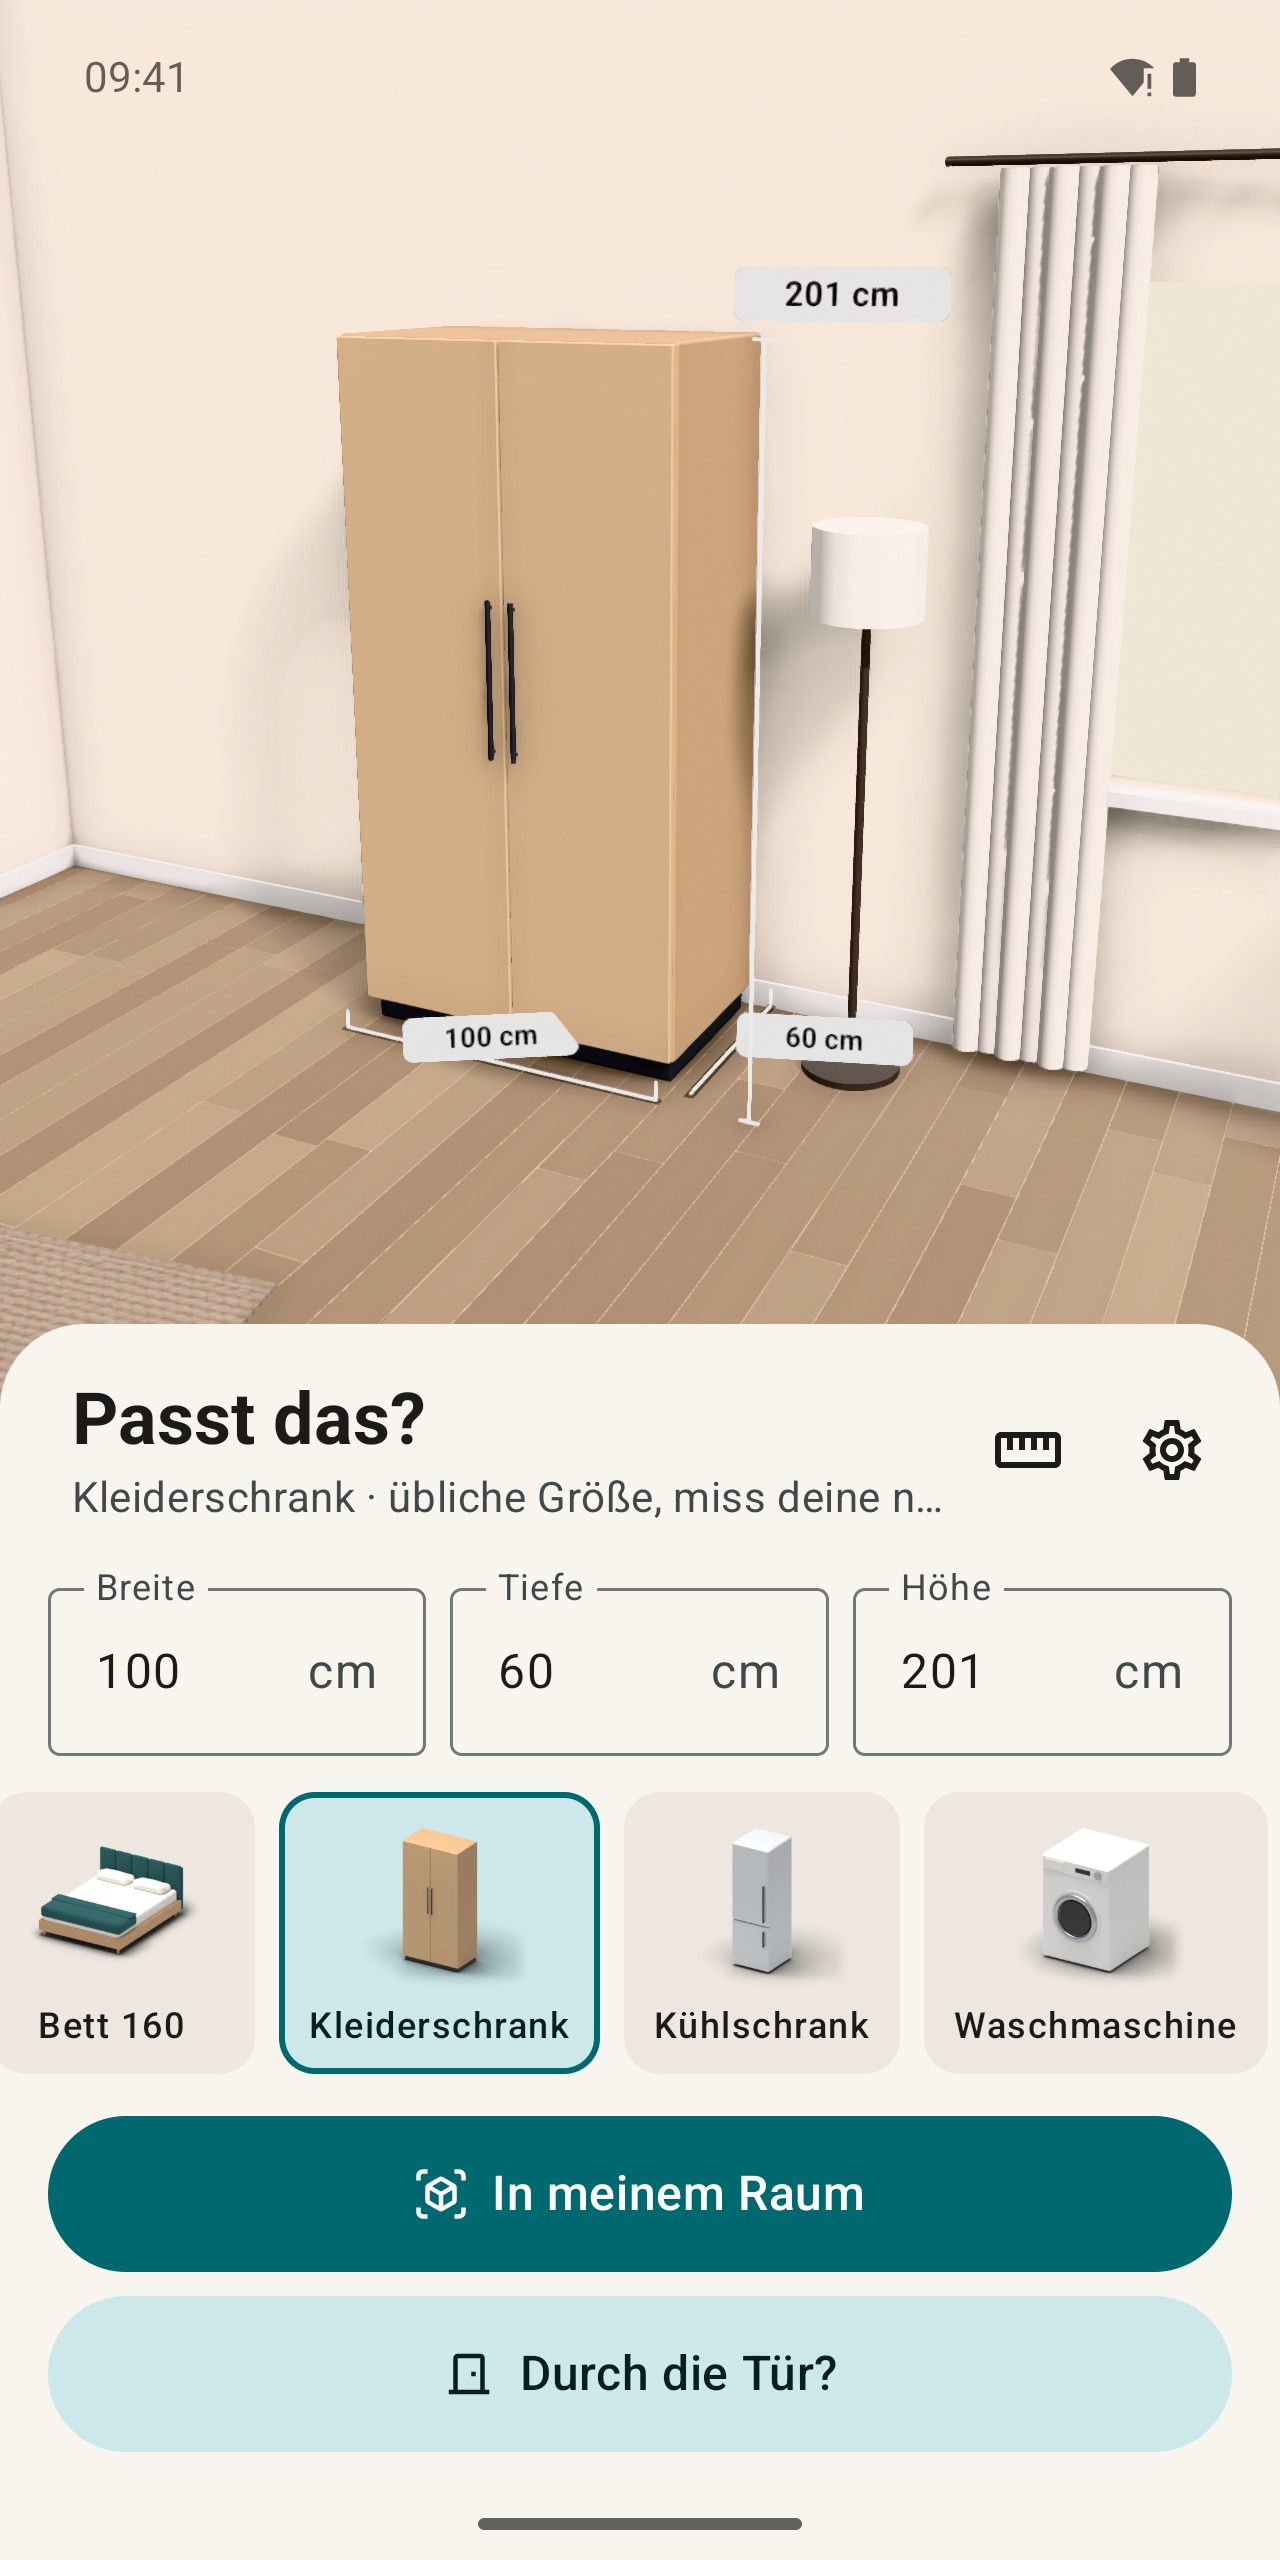 09:41
201 cm
100 cm
60 cm
Passt das?
Kleiderschrank · übliche Größe, miss deine n…
Breite
Tiefe
Höhe
100 cm
60 cm
201 cm
Bett 160
Kleiderschrank
Kühlschrank
Waschmaschine
In meinem Raum
Durch die Tür?